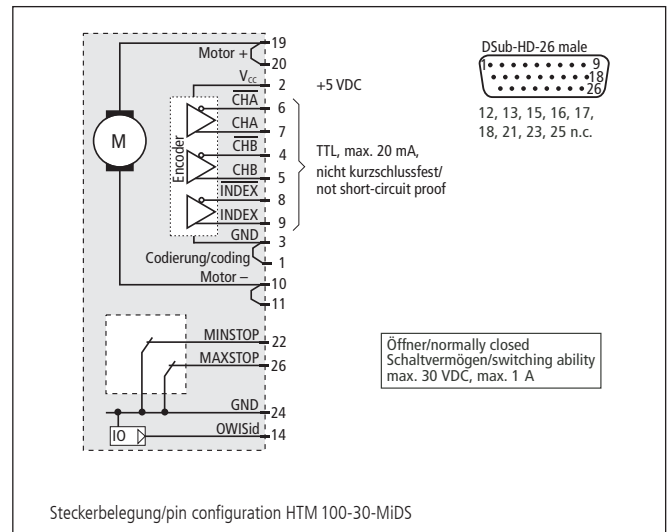 19
Motor +
20
Vcc
2
+5 VDC
CHA
6
CHA
7
CHB
4
CHB
5
INDEX
8
INDEX
9
GND
3
Codierung/coding
1
Motor –
10
11
M
Encoder
TTL, max. 20 mA,
nicht kurzschlussfest/
not short-circuit proof
DSub-HD-26 male
1 9
18
26
12, 13, 15, 16, 17,
18, 21, 23, 25 n.c.
MINSTOP
22
MAXSTOP
26
GND
24
IO
OWISid
14
Öffner/normally closed
Schaltvermögen/switching ability
max. 30 VDC, max. 1 A
Steckerbelegung/pin configuration HTM 100-30-MiDS